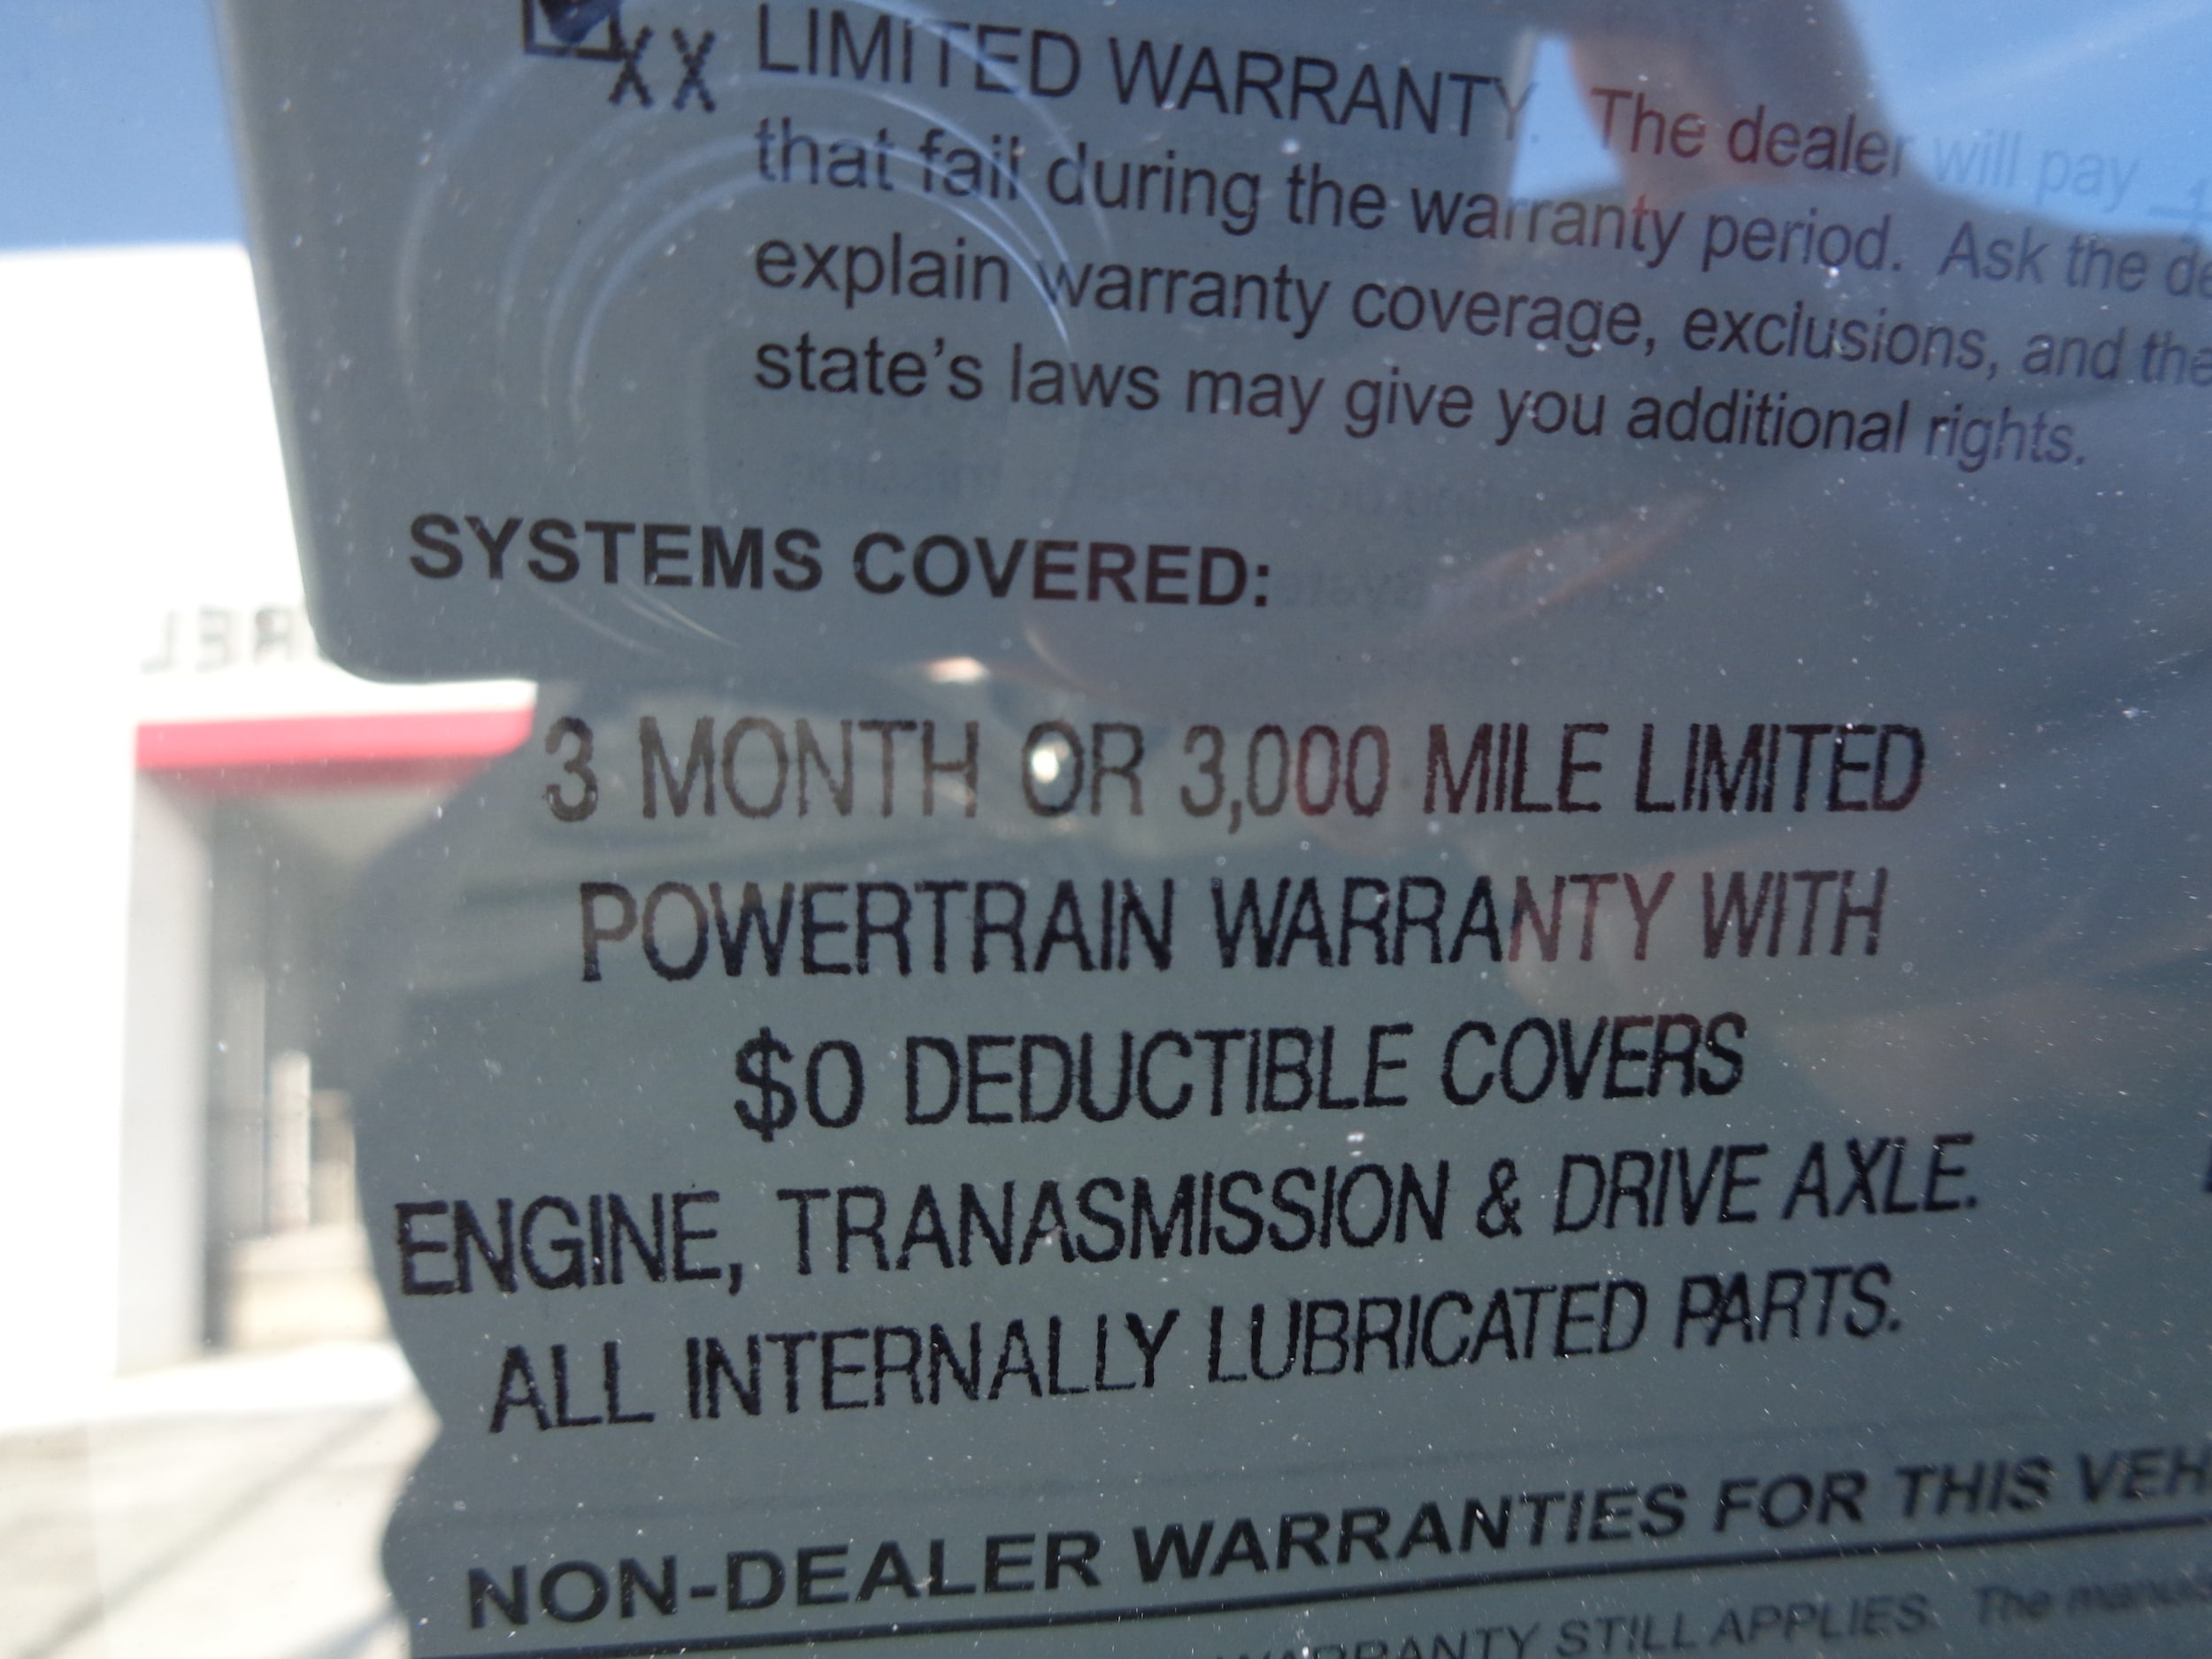 XX LIMITED WARRANTY. The dealer will pay
that fail during the warranty period. Ask the
explain warranty coverage, exclusions, and
state's laws may give you additional rights.
SYSTEMS COVERED:
3 MONTH OR 3,000 MILE LIMITED
POWERTRAIN WARRANTY WITH
$0 DEDUCTIBLE COVERS
ENGINE, TRANASMISSION & DRIVE AXLE.
ALL INTERNALLY LUBRICATED PARTS.
NON-DEALER WARRANTIES FOR THIS VEH
WARRANTY STILL APPLIES. The